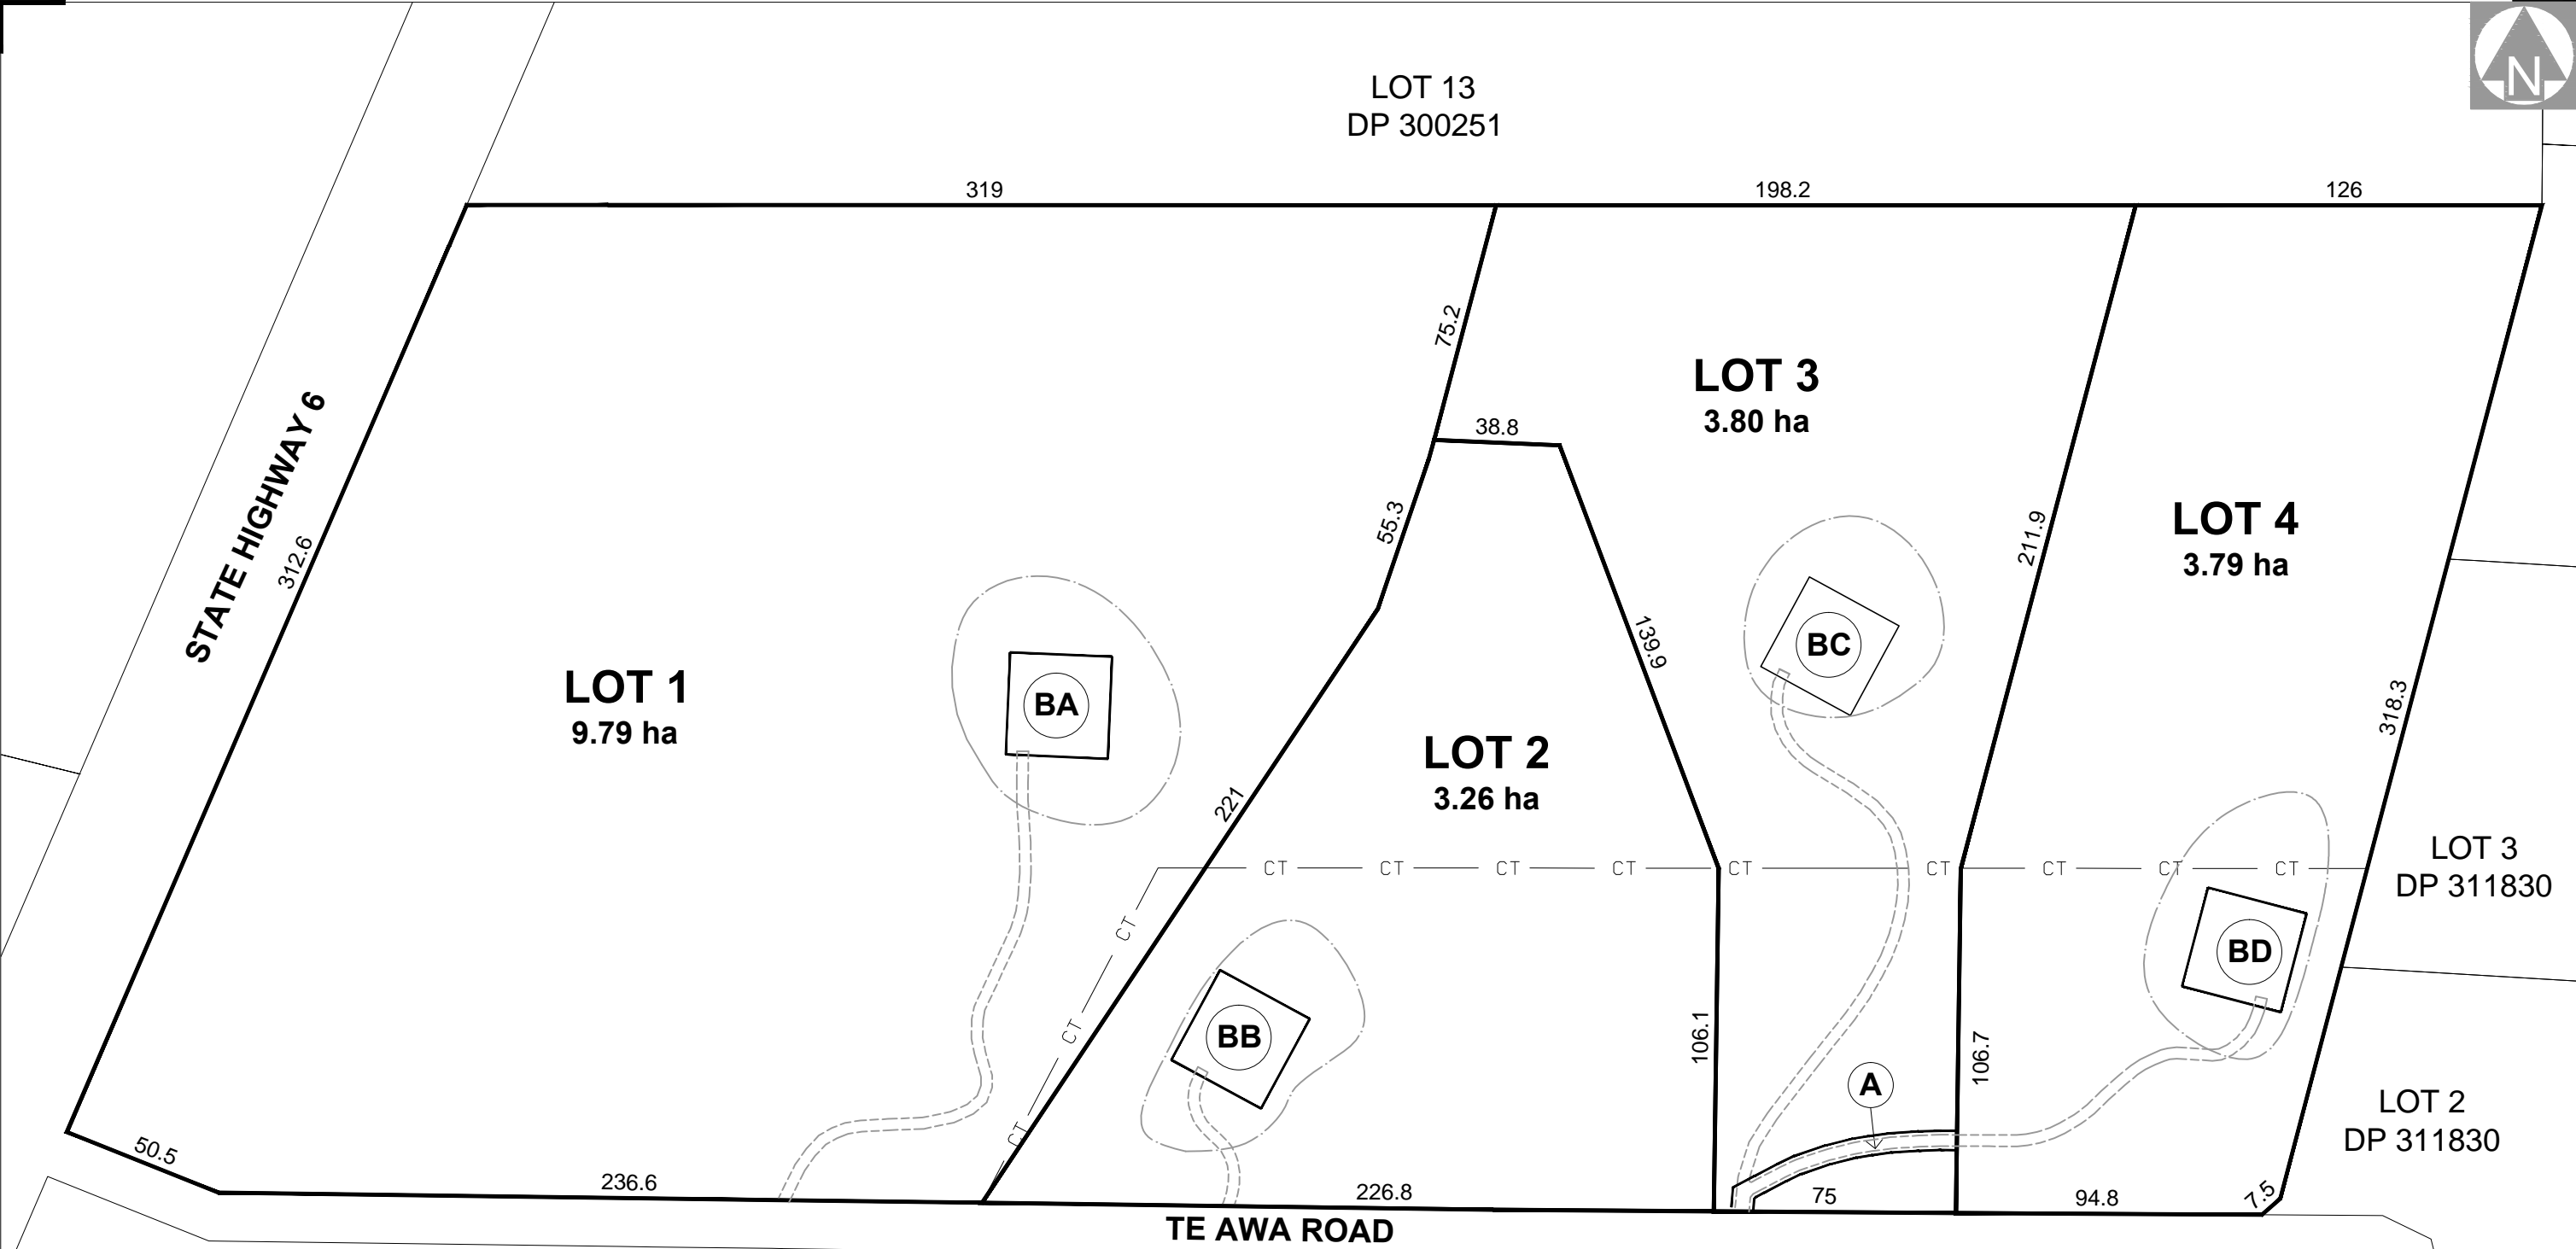 N
LOT 13
DP 300251
319
198.2
126
75.2
LOT 3
3.80 ha
38.8
STATE HIGHWAY 6
312.6
55.3
211.9
LOT 4
3.79 ha
139.9
BC
LOT 1
9.79 ha
BA
318.3
LOT 2
3.26 ha
221
CT CT CT CT CT CT CT CT CT
LOT 3
DP 311830
CT
BD
CT
BB
106.1
106.7
A
LOT 2
DP 311830
CT
50.5
236.6
226.8
75
94.8
7.5
TE AWA ROAD